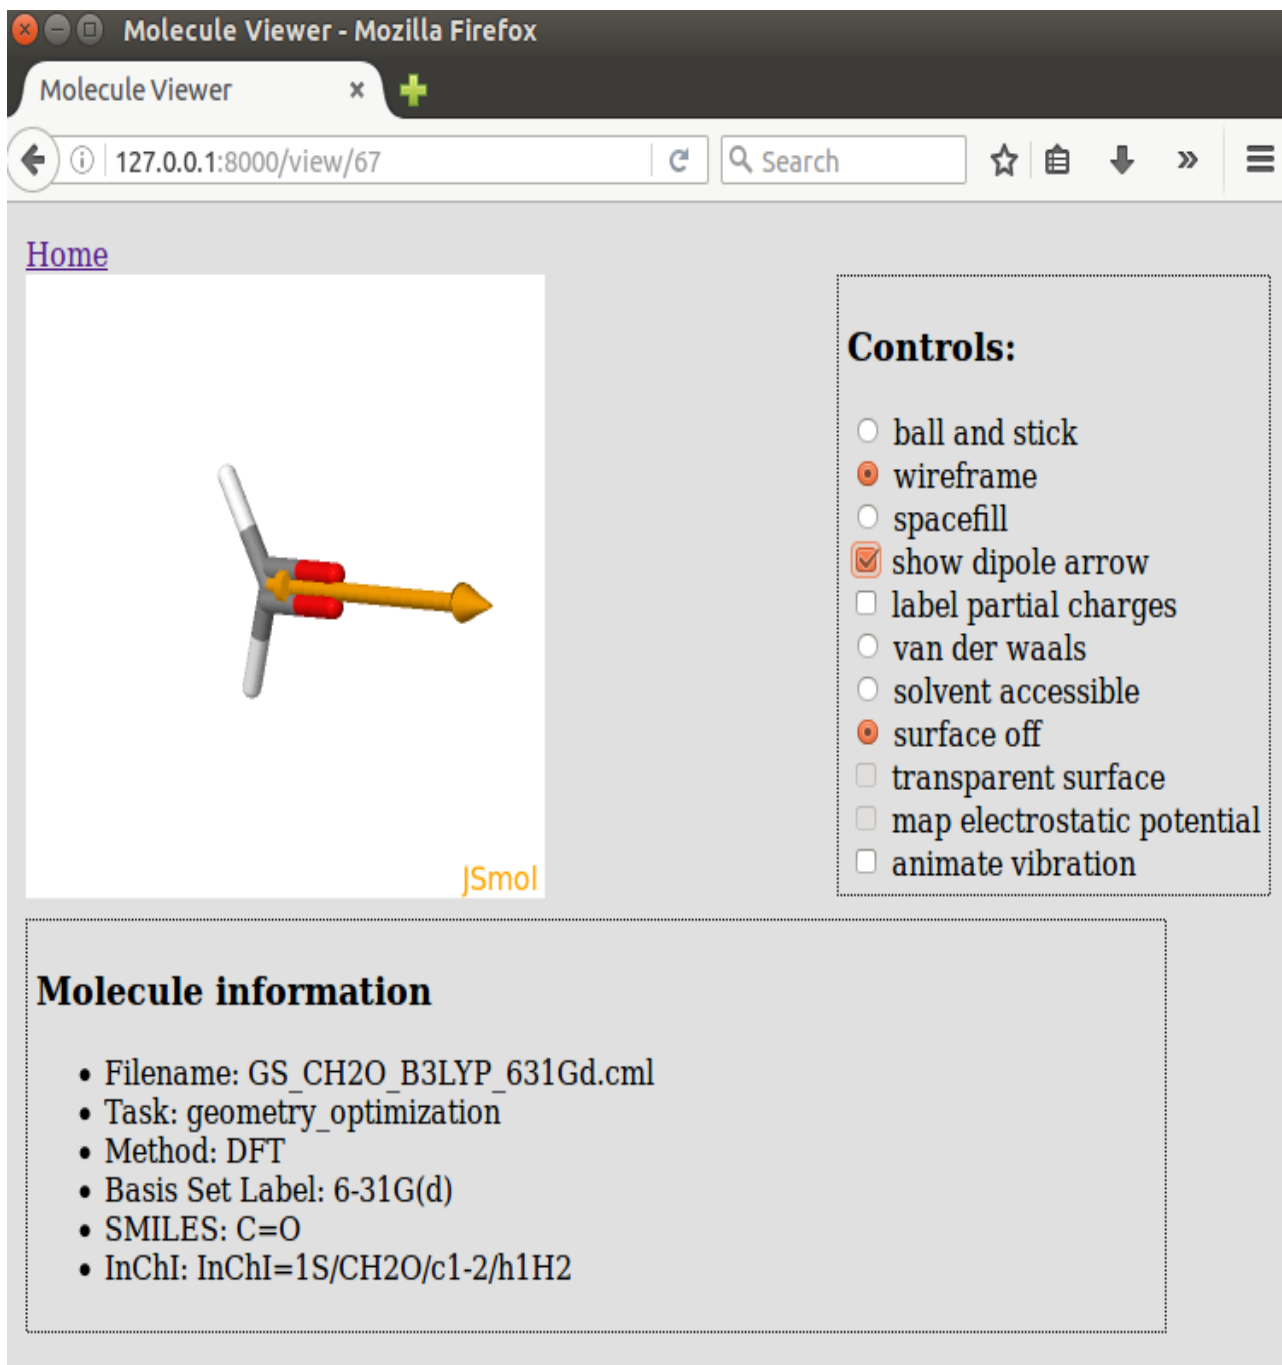 Molecule Viewer - Mozilla Firefox
Molecule Viewer
127.0.0.1:8000/view/67
Search
Home
JSmol
Controls:
ball and stick
wireframe
spacefill
show dipole arrow
label partial charges
van der waals
solvent accessible
surface off
transparent surface
map electrostatic potential
animate vibration
Molecule information
• Filename: GS_CH2O_B3LYP_631Gd.cml
• Task: geometry_optimization
• Method: DFT
• Basis Set Label: 6-31G(d)
• SMILES: C=O
• InChI: InChI=1S/CH2O/c1-2/h1H2